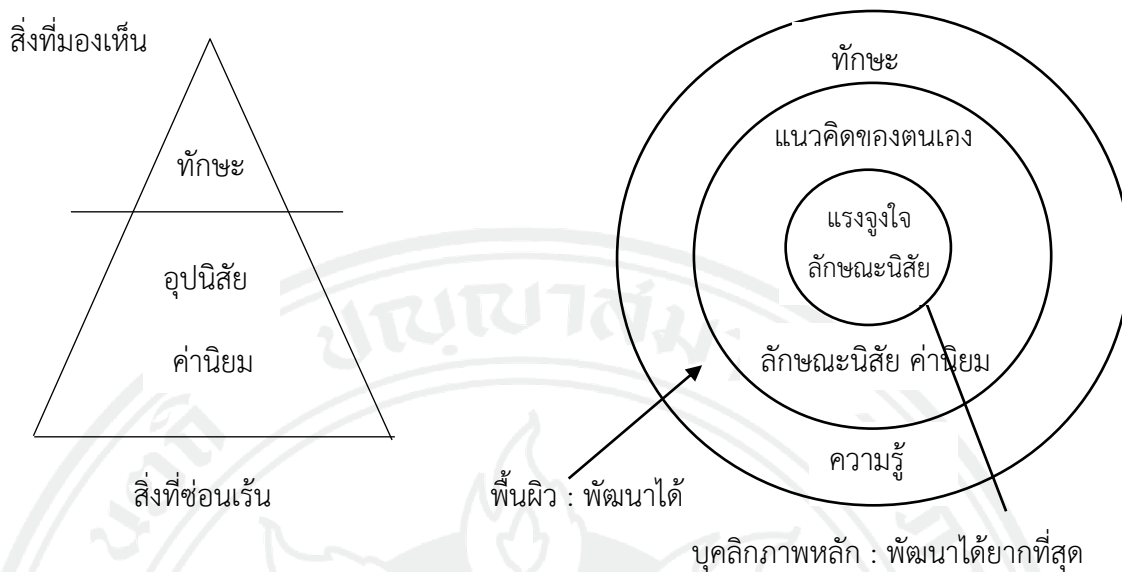 สิ่งที่มองเห็น
ทักษะ
อุปนิสัย
ค่านิยม
สิ่งที่ซ่อนเร้น
ทักษะ
แนวคิดของตนเอง
แรงจูงใจ
ลักษณะนิสัย
ลักษณะนิสัย ค่านิยม
ความรู้
พื้นผิว : พัฒนาได้
บุคลิกภาพหลัก : พัฒนาได้ยากที่สุด